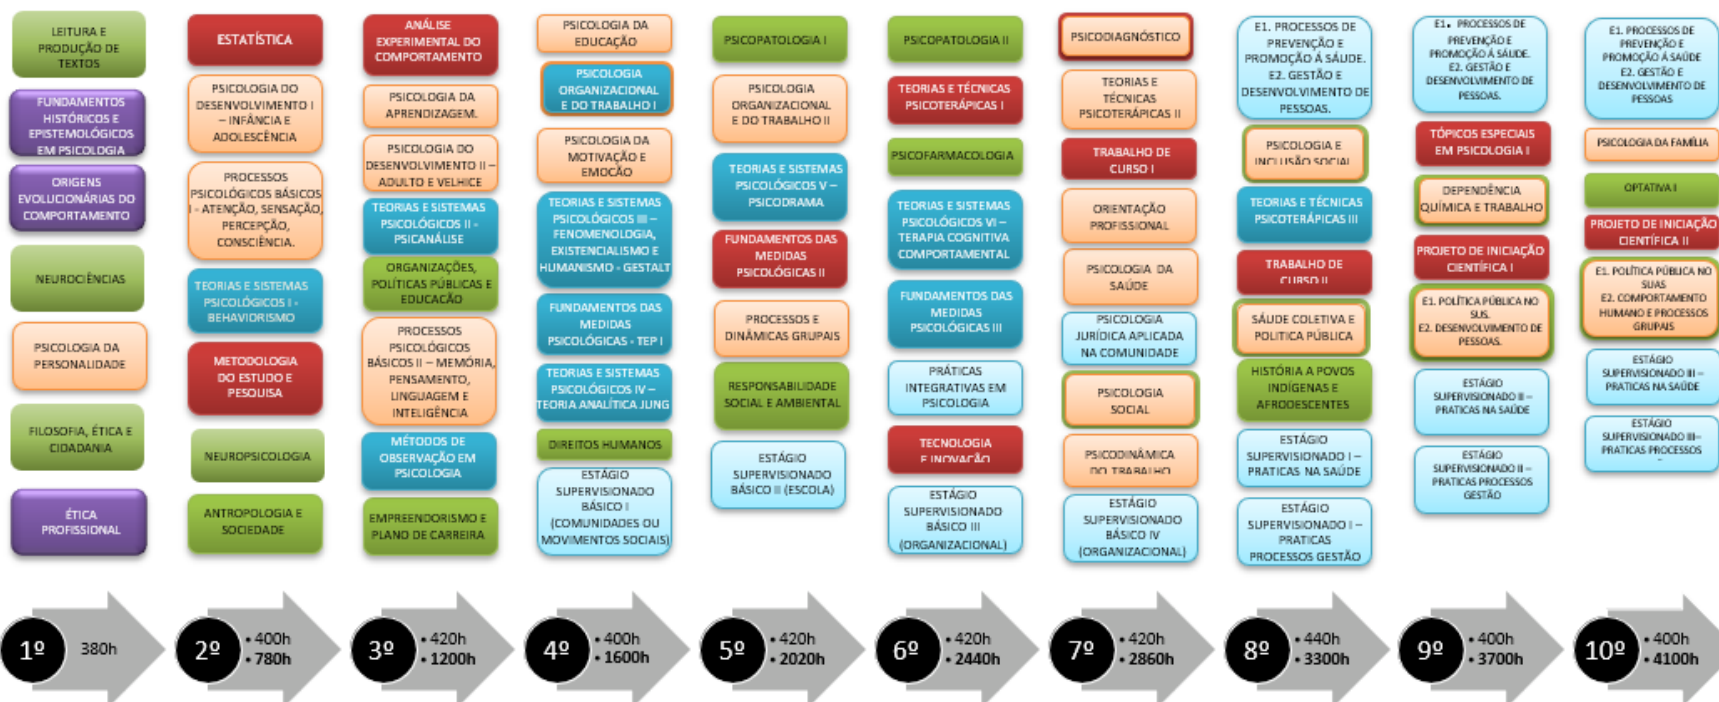 LEITURA E
PRODUÇÃO DE
TEXTOS
FUNDAMENTOS
HISTÓRICOS E
EPISTEMOLÓGICOS
EM PSICOLOGIA
ORIGENS
EVOLUCIONÁRIAS DO
COMPORTAMENTO
NEUROCIÊNCIAS
PSICOLOGIA DA
PERSONALIDADE
FILOSOFIA, ÉTICA E
CIDADANIA
ÉTICA
PROFISSIONAL
ESTATÍSTICA
PSICOLOGIA DO
DESENVOLVIMENTO I
– INFÂNCIA E
ADOLESCÊNCIA
PROCESSOS
PSICOLÓGICOS BÁSICOS
I - ATENÇÃO, SENSAÇÃO,
PERCEPÇÃO,
CONSCIÊNCIA.
TEORIAS E SISTEMAS
PSICOLÓGICOS I -
BEHAVIORISMO
METODOLOGIA
DO ESTUDO E
PESQUISA
NEUROPSICOLOGIA
ANTROPOLOGIA E
SOCIEDADE
ANÁLISE
EXPERIMENTAL DO
COMPORTAMENTO
PSICOLOGIA DA
APRENDIZAGEM.
PSICOLOGIA DO
DESENVOLVIMENTO II –
ADULTO E VELHICE
TEORIAS E SISTEMAS
PSICOLÓGICOS II -
PSICANÁLISE
ORGANIZAÇÕES,
POLÍTICAS PÚBLICAS E
EDUCAÇÃO
PROCESSOS
PSICOLÓGICOS
BÁSICOS II – MEMÓRIA,
PENSAMENTO,
LINGUAGEM E
INTELIGÊNCIA
MÉTODOS DE
OBSERVAÇÃO EM
PSICOLOGIA
EMPREENDORISMO E
PLANO DE CARREIRA
PSICOLOGIA DA
EDUCAÇÃO
PSICOLOGIA
ORGANIZACIONAL
E DO TRABALHO I
PSICOLOGIA DA
MOTIVAÇÃO E
EMOÇÃO
TEORIAS E SISTEMAS
PSICOLÓGICOS III –
FENOMENOLOGIA,
EXISTENCIALISMO E
HUMANISMO - GESTALT
FUNDAMENTOS DAS
MEDIDAS
PSICOLÓGICAS - TEP I
TEORIAS E SISTEMAS
PSICOLÓGICOS IV –
TEORIA ANALÍTICA JUNG
DIREITOS HUMANOS
ESTÁGIO
SUPERVISIONADO
BÁSICO I
(COMUNIDADES OU
MOVIMENTOS SOCIAIS)
PSICOPATOLOGIA I
PSICOLOGIA
ORGANIZACIONAL
E DO TRABALHO II
TEORIAS E SISTEMAS
PSICOLÓGICOS V –
PSICODRAMA
FUNDAMENTOS DAS
MEDIDAS
PSICOLÓGICAS II
PROCESSOS E
DINÂMICAS GRUPAIS
RESPONSABILIDADE
SOCIAL E AMBIENTAL
ESTÁGIO
SUPERVISIONADO
BÁSICO II (ESCOLA)
PSICOPATOLOGIA II
TEORIAS E TÉCNICAS
PSICOTERÁPICAS I
PSICOFARMACOLOGIA
TEORIAS E SISTEMAS
PSICOLÓGICOS VI –
TERAPIA COGNITIVA
COMPORTAMENTAL
FUNDAMENTOS DAS
MEDIDAS
PSICOLÓGICAS III
PRÁTICAS
INTEGRATIVAS EM
PSICOLOGIA
TECNOLOGIA
E INOVAÇÃO
ESTÁGIO
SUPERVISIONADO
BÁSICO III
(ORGANIZACIONAL)
PSICODIAGNÓSTICO
TEORIAS E
TÉCNICAS
PSICOTERÁPICAS II
TRABALHO DE
CURSO I
ORIENTAÇÃO
PROFISSIONAL
PSICOLOGIA DA
SAÚDE
PSICOLOGIA
JURÍDICA APLICADA
NA COMUNIDADE
PSICOLOGIA
SOCIAL
PSICODINÂMICA
DO TRABALHO
ESTÁGIO
SUPERVISIONADO
BÁSICO IV
(ORGANIZACIONAL)
E1. PROCESSOS DE
PREVENÇÃO E
PROMOÇÃO Á SAÚDE.
E2. GESTÃO E
DESENVOLVIMENTO DE
PESSOAS.
PSICOLOGIA E
INCLUSÃO SOCIAL
TEORIAS E TÉCNICAS
PSICOTERÁPICAS III
TRABALHO DE
CURSO II
SÁUDE COLETIVA E
POLITICA PÚBLICA
HISTÓRIA A POVOS
INDÍGENAS E
AFRODESCENTES
ESTÁGIO
SUPERVISIONADO I –
PRATICAS NA SAÚDE
ESTÁGIO
SUPERVISIONADO I –
PRATICAS
PROCESSOS GESTÃO
E1. PROCESSOS DE
PREVENÇÃO E
PROMOÇÃO Á SAÚDE.
E2. GESTÃO E
DESENVOLVIMENTO DE
PESSOAS.
TÓPICOS ESPECIAIS
EM PSICOLOGIA I
DEPENDÊNCIA
QUÍMICA E TRABALHO
PROJETO DE INICIAÇÃO
CIENTÍFICA I
E1. POLÍTICA PÚBLICA NO
SUS.
E2. DESENVOLVIMENTO DE
PESSOAS.
ESTÁGIO
SUPERVISIONADO II –
PRATICAS NA SAÚDE
ESTÁGIO
SUPERVISIONADO II –
PRATICAS PROCESSOS
GESTÃO
E1. PROCESSOS DE
PREVENÇÃO E
PROMOÇÃO Á SAÚDE
E2. GESTÃO E
DESENVOLVIMENTO DE
PESSOAS
PSICOLOGIA DA FAMÍLIA
OPTATIVA I
PROJETO DE INICIAÇÃO
CIENTÍFICA II
E1. POLÍTICA PÚBLICA NO
SUAS
E2. COMPORTAMENTO
HUMANO E PROCESSOS
GRUPAIS
ESTÁGIO
SUPERVISIONADO III –
PRATICAS NA SAÚDE
ESTÁGIO
SUPERVISIONADO III–
PRATICAS PROCESSOS
1º 380h
2º • 400h
• 780h
3º • 420h
• 1200h
4º • 400h
• 1600h
5º • 420h
• 2020h
6º • 420h
• 2440h
7º • 420h
• 2860h
8º • 440h
• 3300h
9º • 400h
• 3700h
10º • 400h
• 4100h